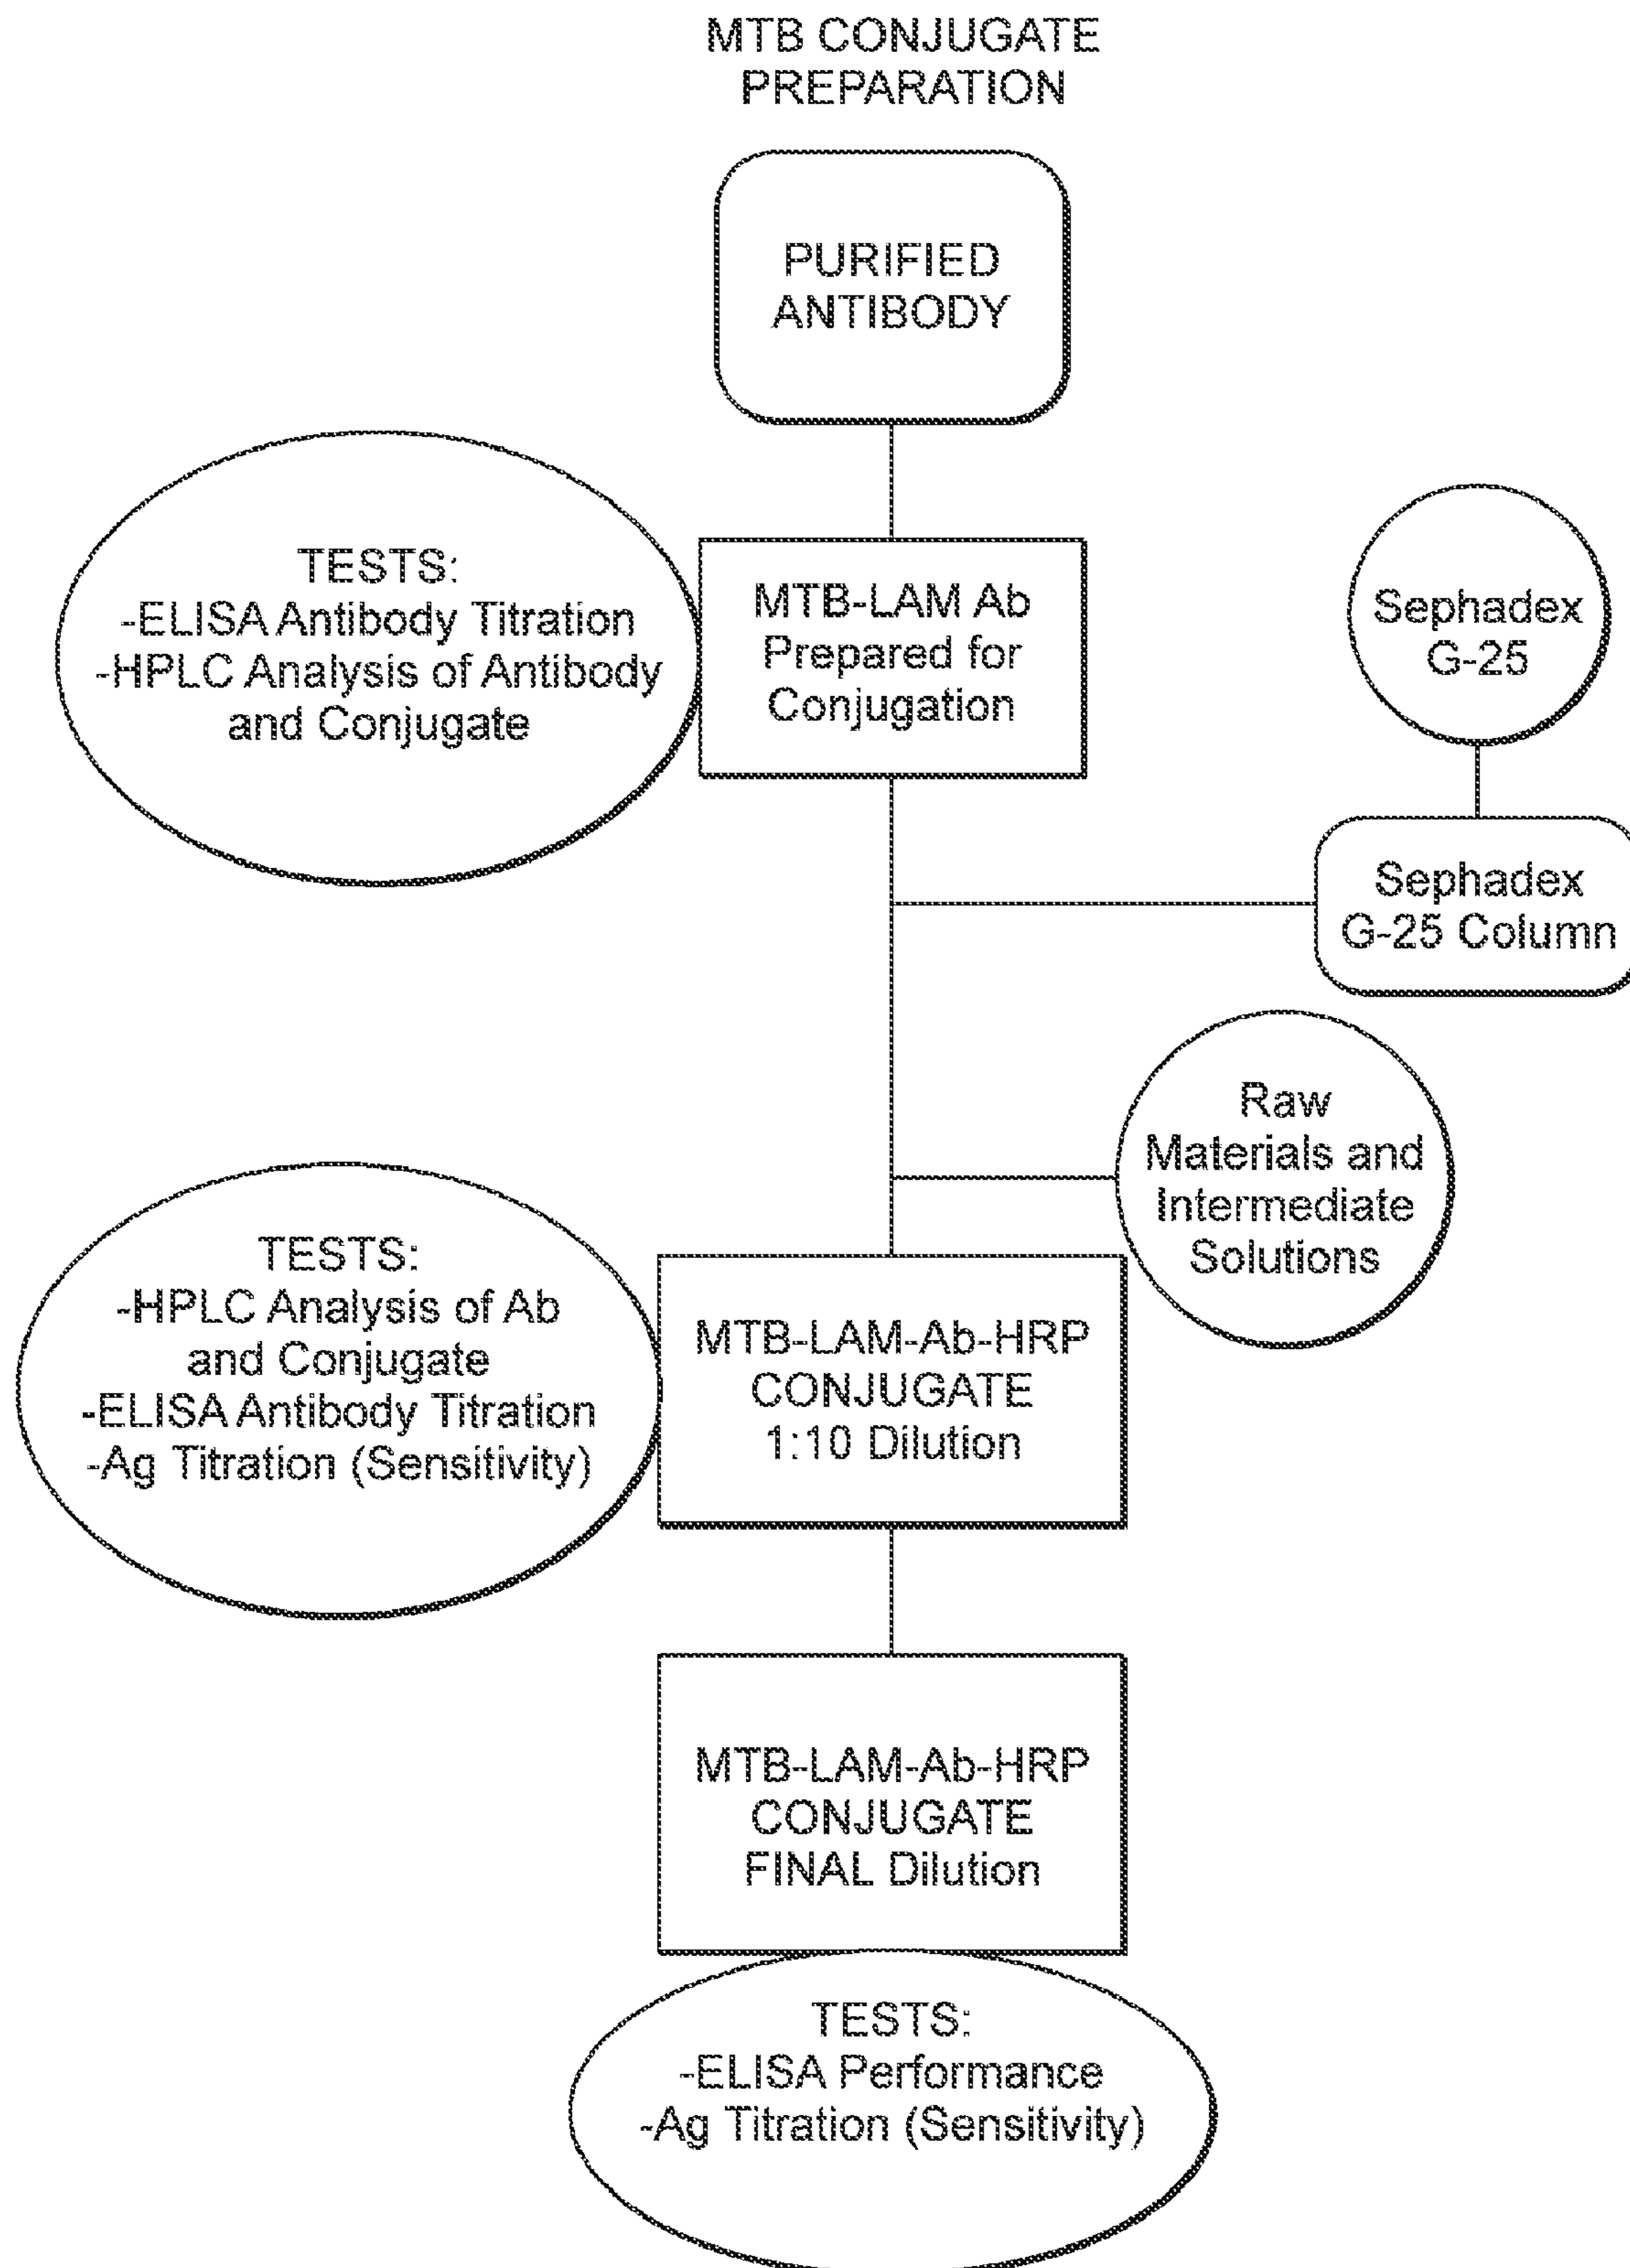 MTB CONJUGATE
PREPARATION
PURIFIED
ANTIBODY
TESTS:
-ELISA Antibody Titration
-HPLC Analysis of Antibody
and Conjugate
MTB-LAM Ab
Prepared for
Conjugation
Sephadex
G-25
Sephadex
G-25 Column
Raw
Materials and
Intermediate
Solutions
TESTS:
-HPLC Analysis of Ab
and Conjugate
-ELISA Antibody Titration
-Ag Titration (Sensitivity)
MTB-LAM-Ab-HRP
CONJUGATE
1:10 Dilution
MTB-LAM-Ab-HRP
CONJUGATE
FINAL Dilution
TESTS:
-ELISA Performance
-Ag Titration (Sensitivity)